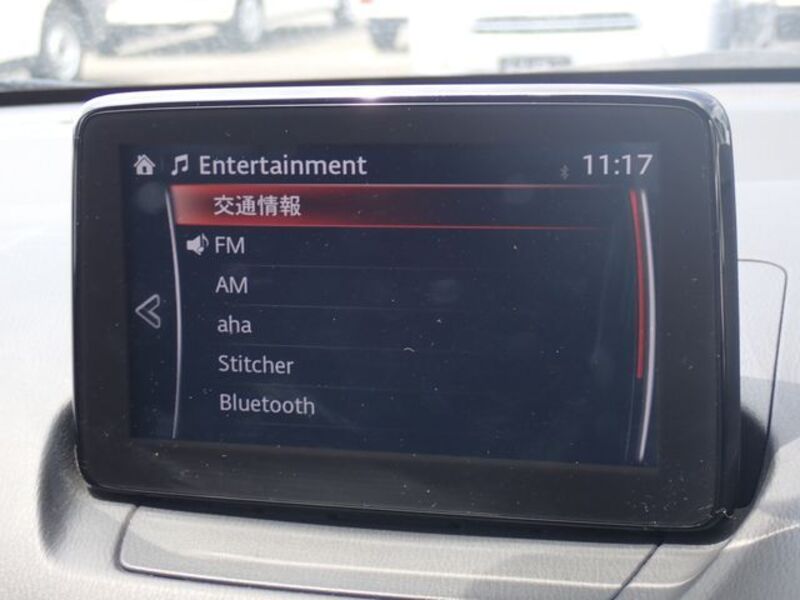 Entertainment 11:17
交通情報
FM
AM
aha
Stitcher
Bluetooth